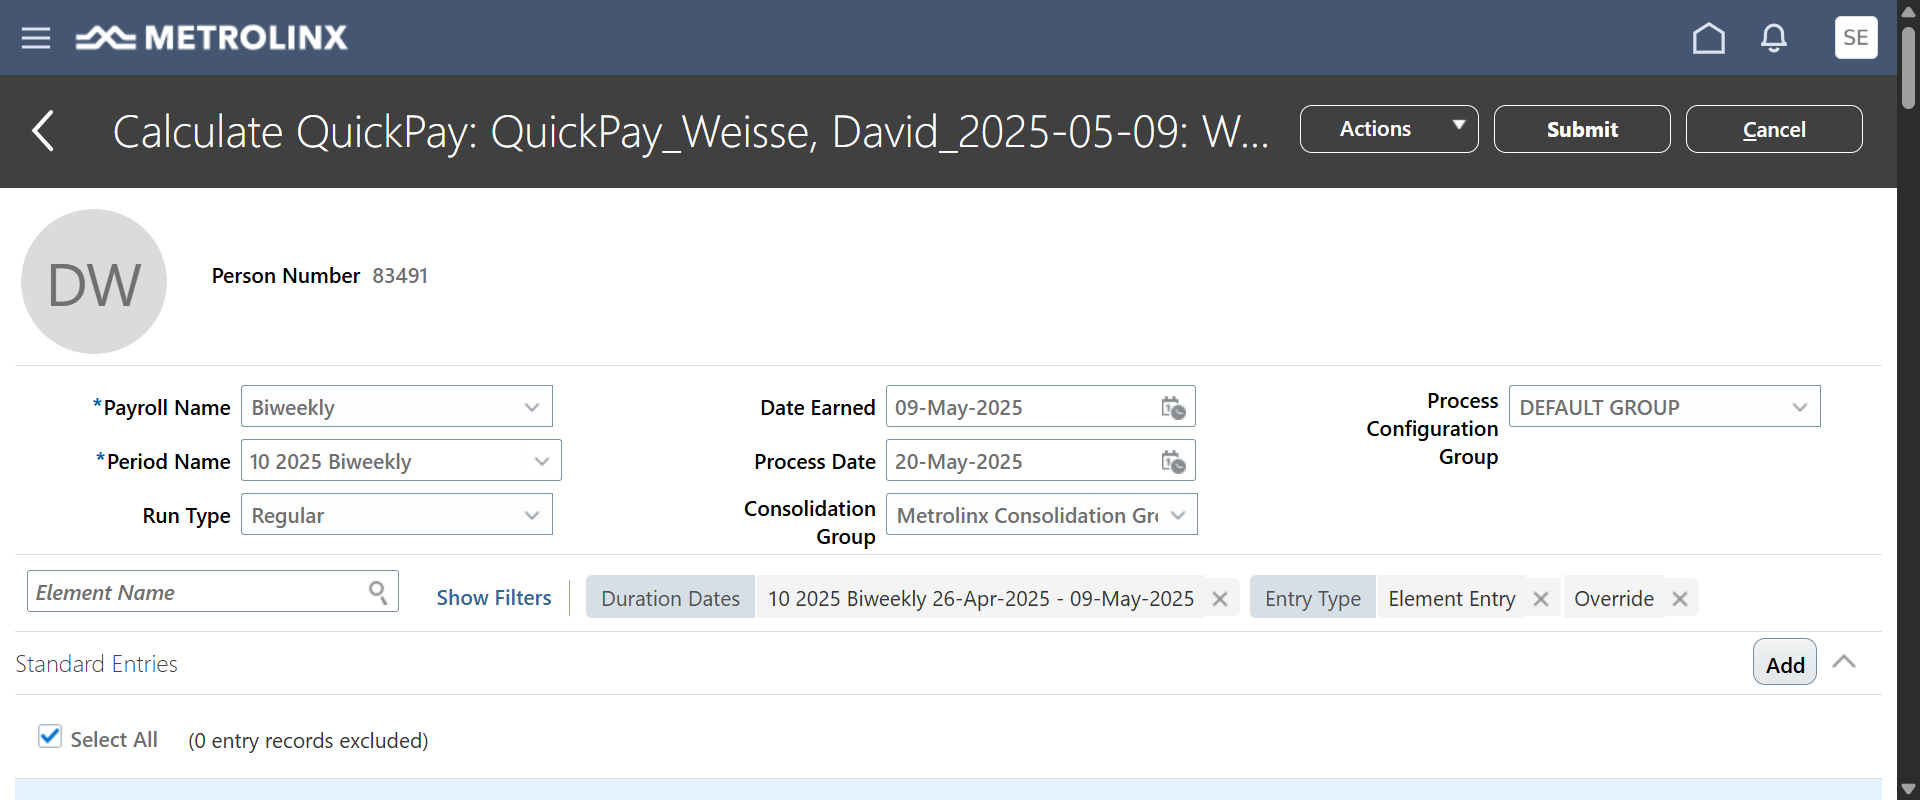 METROLINX
SE
Calculate QuickPay: QuickPay_Weisse, David_2025-05-09: W...
Actions
Submit
Cancel
DW
Person Number 83491
*Payroll Name Biweekly
*Period Name 10 2025 Biweekly
Run Type Regular
Date Earned 09-May-2025
Process Date 20-May-2025
Consolidation
Group
Metrolinx Consolidation Gr
Process
Configuration
Group
DEFAULT GROUP
Element Name
Show Filters
Duration Dates 10 2025 Biweekly 26-Apr-2025 - 09-May-2025
Entry Type Element Entry Override
Standard Entries
Add
Select All (0 entry records excluded)